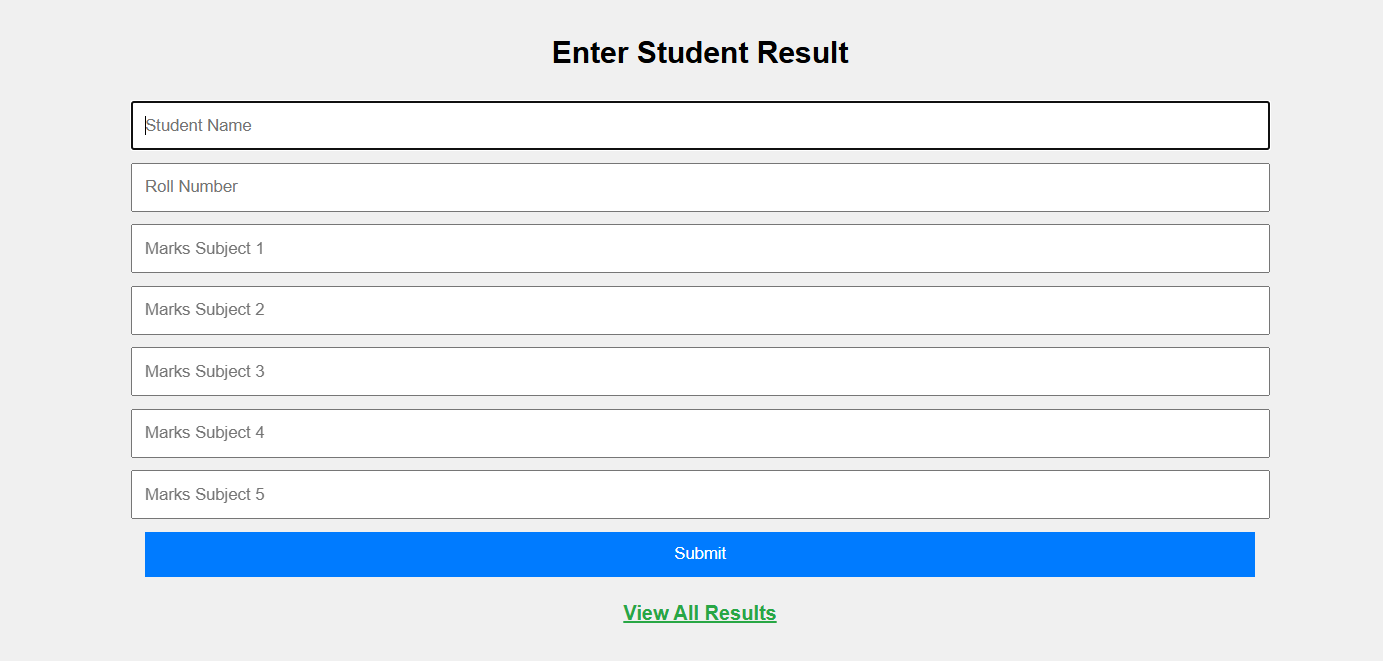 Enter Student Result
Student Name
Roll Number
Marks Subject 1
Marks Subject 2
Marks Subject 3
Marks Subject 4
Marks Subject 5
Submit
View All Results